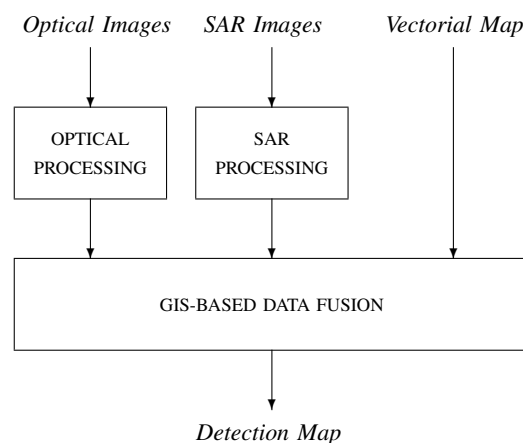 Optical Images SAR Images Vectorial Map
OPTICAL
PROCESSING
SAR
PROCESSING
GIS-BASED DATA FUSION
Detection Map